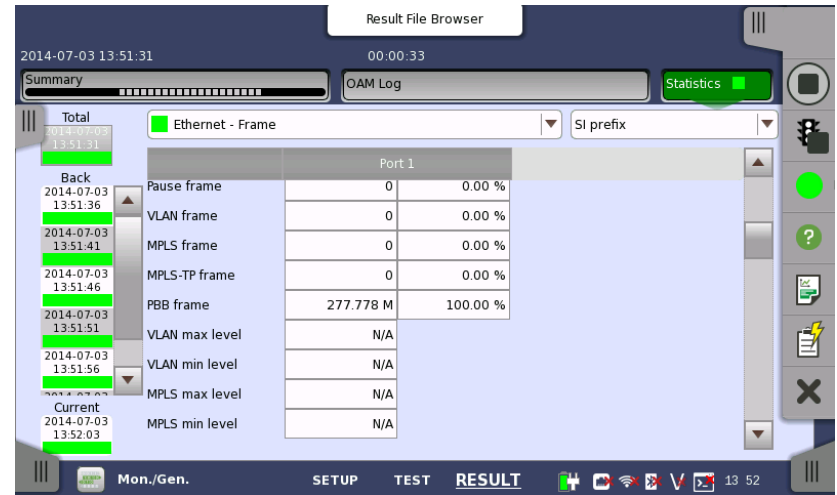 Result File Browser
2014-07-03 13:51:31 00:00:33
Summary OAM Log Statistics
Total
2014-07-03
13:51:31
Ethernet - Frame SI prefix
Port 1
Back
2014-07-03
13:51:36
2014-07-03
13:51:41
2014-07-03
13:51:46
2014-07-03
13:51:51
2014-07-03
13:51:56
2014-07-03
Current
2014-07-03
13:52:03
Pause frame 0 0.00 %
VLAN frame 0 0.00 %
MPLS frame 0 0.00 %
MPLS-TP frame 0 0.00 %
PBB frame 277.778 M 100.00 %
VLAN max level N/A
VLAN min level N/A
MPLS max level N/A
MPLS min level N/A
Mon./Gen. SETUP TEST RESULT 13 52